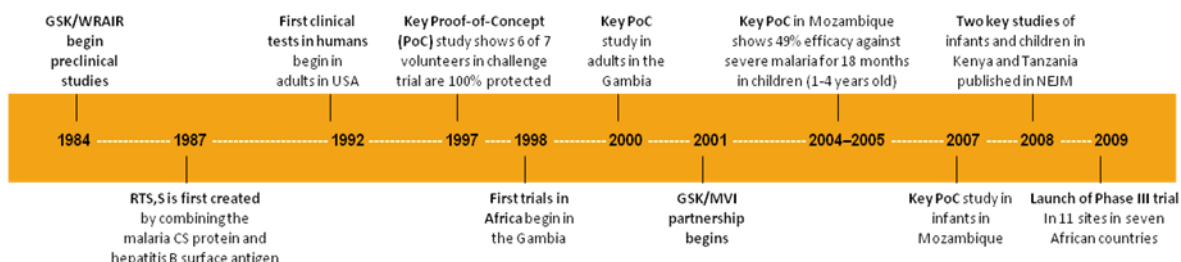 GSK/WRAIR
begin
preclinical
studies
First clinical
tests in humans
begin in
adults in USA
Key Proof-of-Concept
(PoC) study shows 6 of 7
volunteers in challenge
trial are 100% protected
Key PoC
study in
adults in the
Gambia
Key PoC in Mozambique
shows 49% efficacy against
severe malaria for 18 months
in children (1-4 years old)
Two key studies of
infants and children in
Kenya and Tanzania
published in NEJM
1984 1987 1992 1997 1998 2000 2001 2004–2005 2007 2008 2009
RTS,S is first created
by combining the
malaria CS protein and
hepatitis B surface antigen
First trials in
Africa begin in
the Gambia
GSK/MVI
partnership
begins
Key PoC study in
infants in
Mozambique
Launch of Phase III trial
In 11 sites in seven
African countries